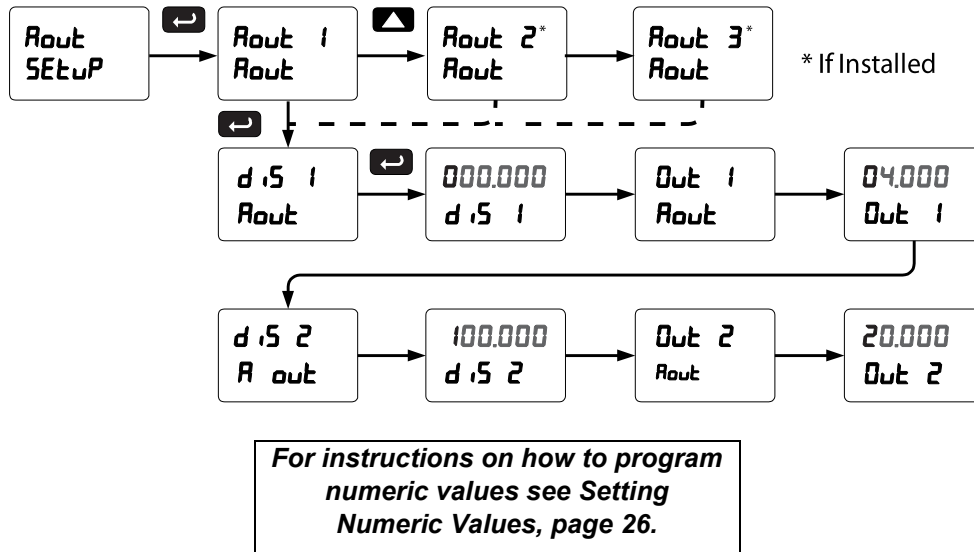 Aout
SEtuP
Aout 1
Aout
Aout 2*
Aout
Aout 3*
Aout
* If Installed
diS 1
Aout
000.000
diS 1
Out 1
Aout
04.000
Out 1
diS 2
A out
100.000
diS 2
Out 2
Aout
20.000
Out 2
For instructions on how to program
numeric values see Setting
Numeric Values, page 26.